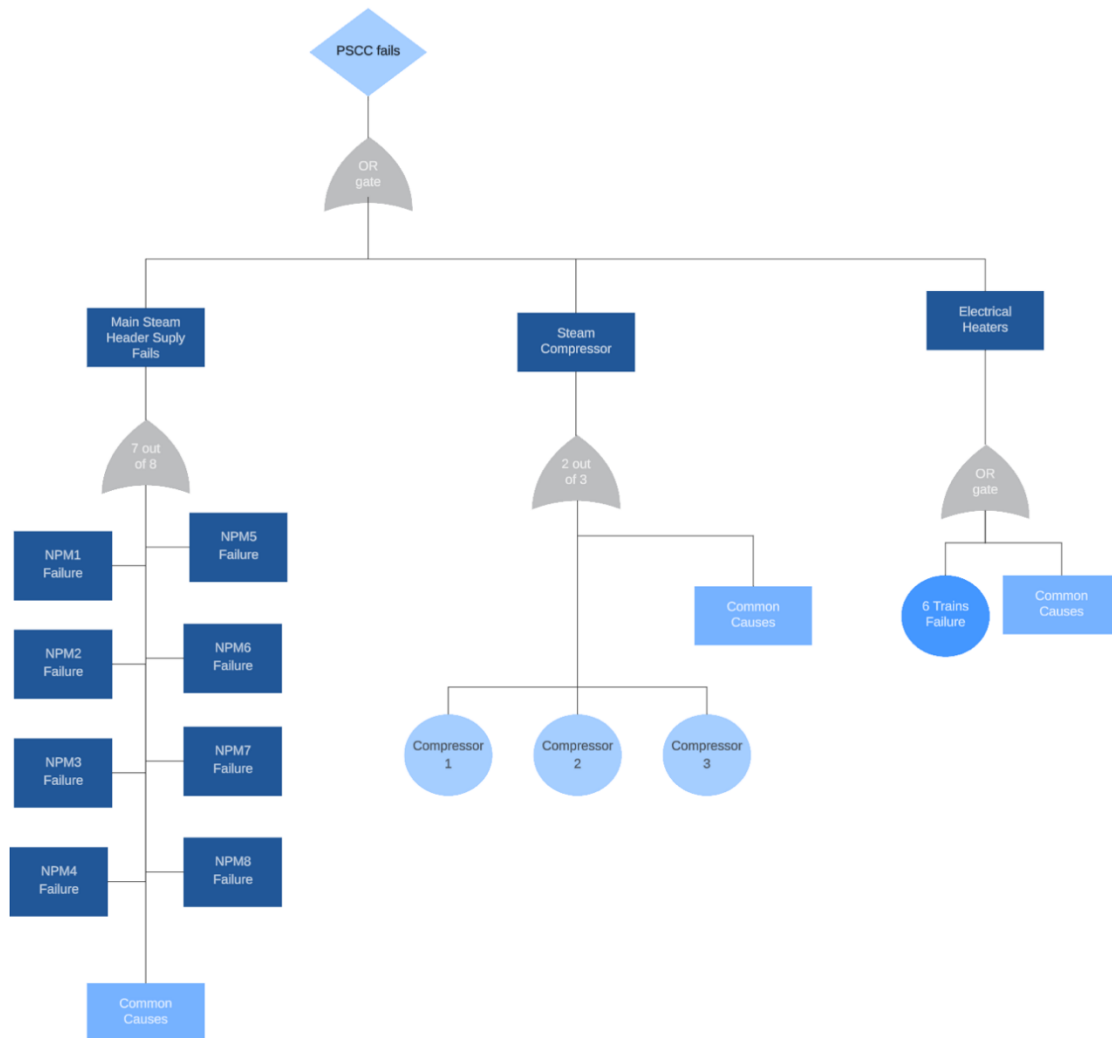 PSCC fails
OR
gate
Main Steam
Header Suply
Fails
Steam
Compressor
Electrical
Heaters
7 out
of 8
2 out
of 3
OR
gate
NPM1
Failure
NPM5
Failure
NPM2
Failure
NPM6
Failure
NPM3
Failure
NPM7
Failure
NPM4
Failure
NPM8
Failure
Common
Causes
Common
Causes
Compressor
1
Compressor
2
Compressor
3
6 Trains
Failure
Common
Causes